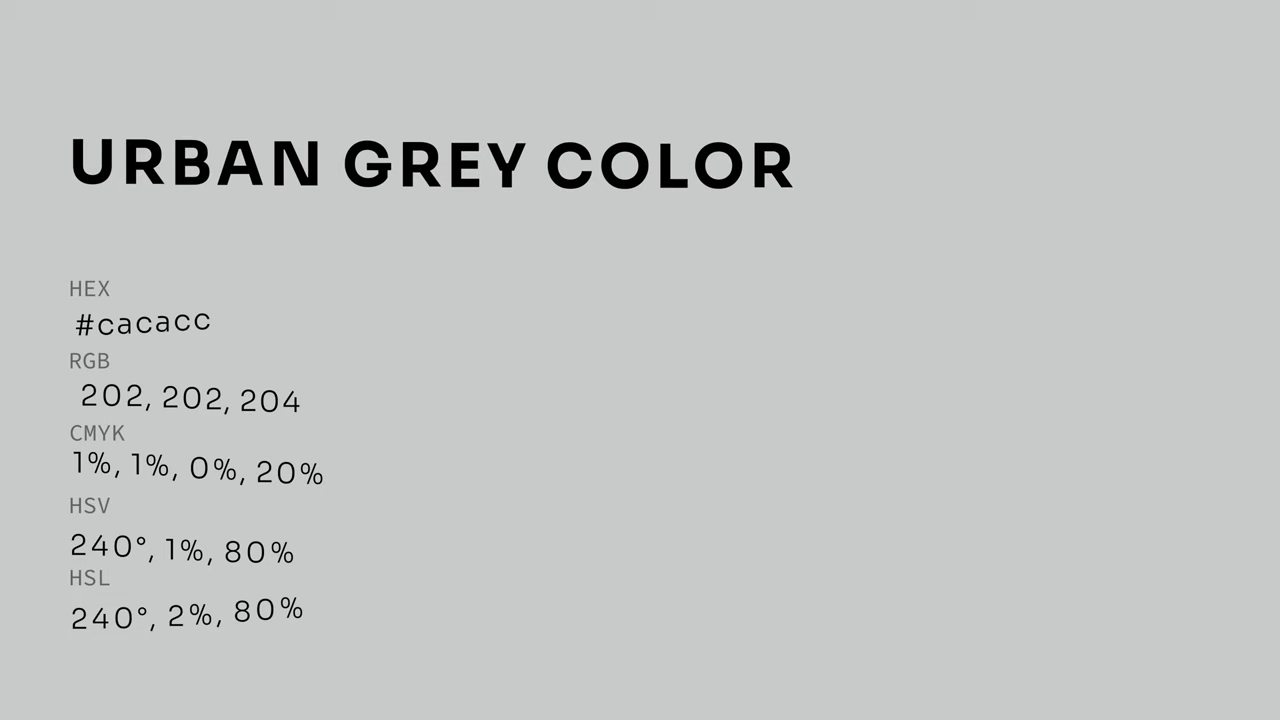 URBAN GREY COLOR
HEX
#cacacc
RGB
202, 202, 204
CMYK
1%, 1%, 0%, 20%
HSV
240°, 1%, 80%
HSL
240°, 2%, 80%